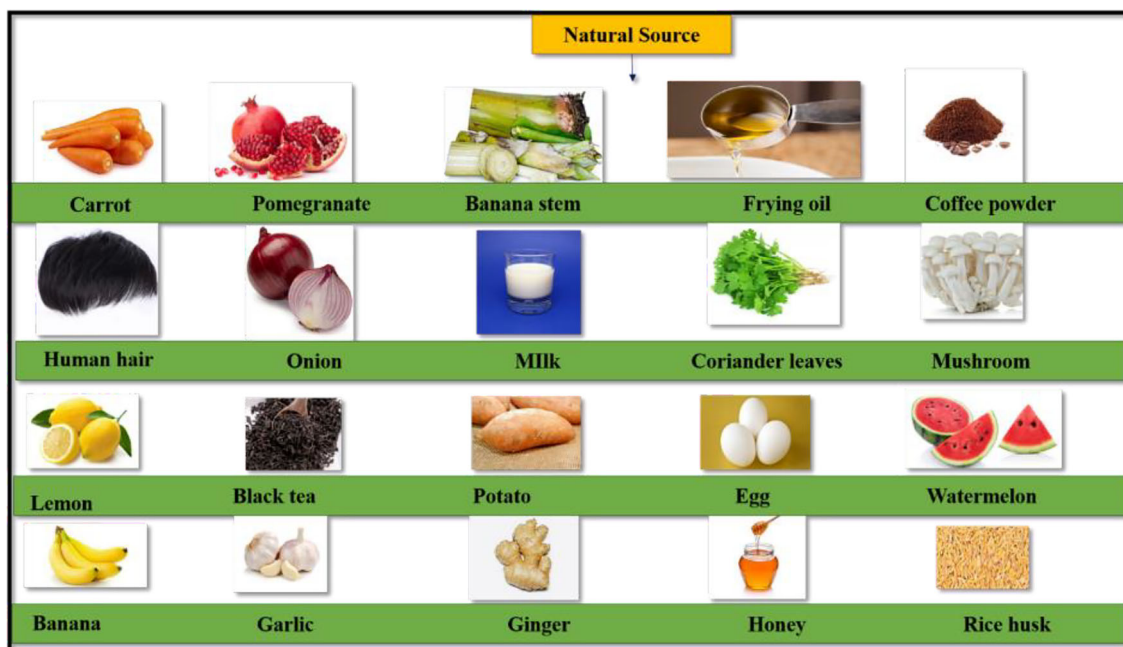 Natural Source
Carrot Pomegranate Banana stem Frying oil Coffee powder
Human hair Onion MIlk Coriander leaves Mushroom
Lemon Black tea Potato Egg Watermelon
Banana Garlic Ginger Honey Rice husk